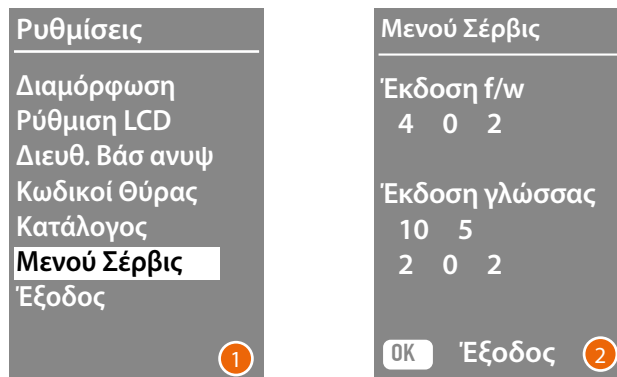 Ρυθμίσεις
Διαμόρφωση
Ρύθμιση LCD
Διευθ. Βάσ ανυψ
Κωδικοί Θύρας
Κατάλογος
Μενού Σέρβις
Έξοδος
1
Μενού Σέρβις
Έκδοση f/w
4 0 2
Έκδοση γλώσσας
10 5
2 0 2
OK Έξοδος 2